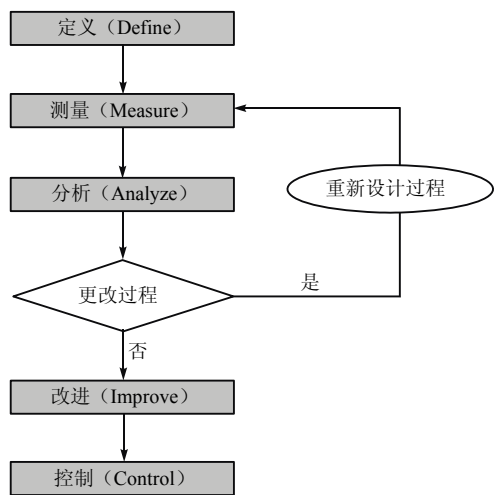 定义（Define）
测量（Measure）
分析（Analyze）
重新设计过程
更改过程
是
否
改进（Improve）
控制（Control）